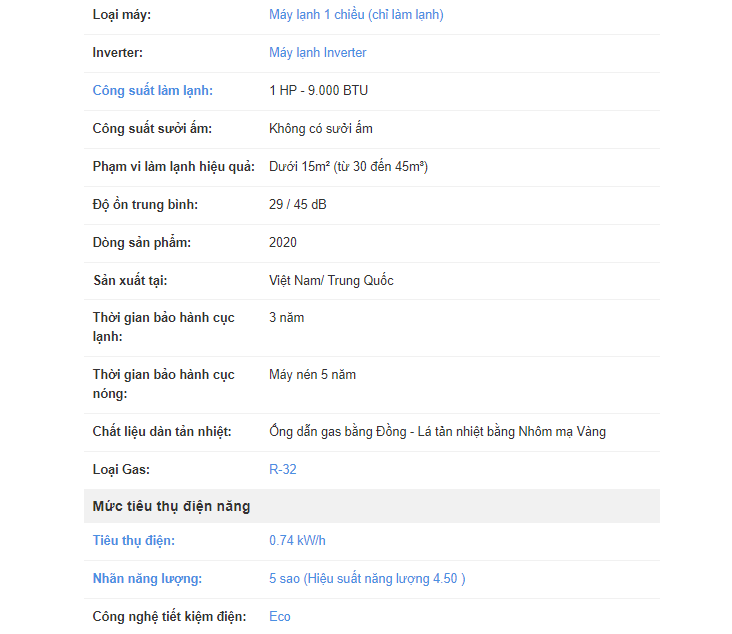 Loại máy: Máy lạnh 1 chiều (chỉ làm lạnh)
Inverter: Máy lạnh Inverter
Công suất làm lạnh: 1 HP - 9.000 BTU
Công suất sưởi ấm: Không có sưởi ấm
Phạm vi làm lạnh hiệu quả: Dưới 15m² (từ 30 đến 45m³)
Độ ồn trung bình: 29 / 45 dB
Dòng sản phẩm: 2020
Sản xuất tại: Việt Nam/ Trung Quốc
Thời gian bảo hành cục 3 năm
lạnh:
Thời gian bảo hành cục Máy nén 5 năm
nóng:
Chất liệu dàn tản nhiệt: Ống dẫn gas bằng Đồng - Lá tản nhiệt bằng Nhôm mạ Vàng
Loại Gas: R-32
Mức tiêu thụ điện năng
Tiêu thụ điện: 0.74 kW/h
Nhãn năng lượng: 5 sao (Hiệu suất năng lượng 4.50 )
Công nghệ tiết kiệm điện: Eco